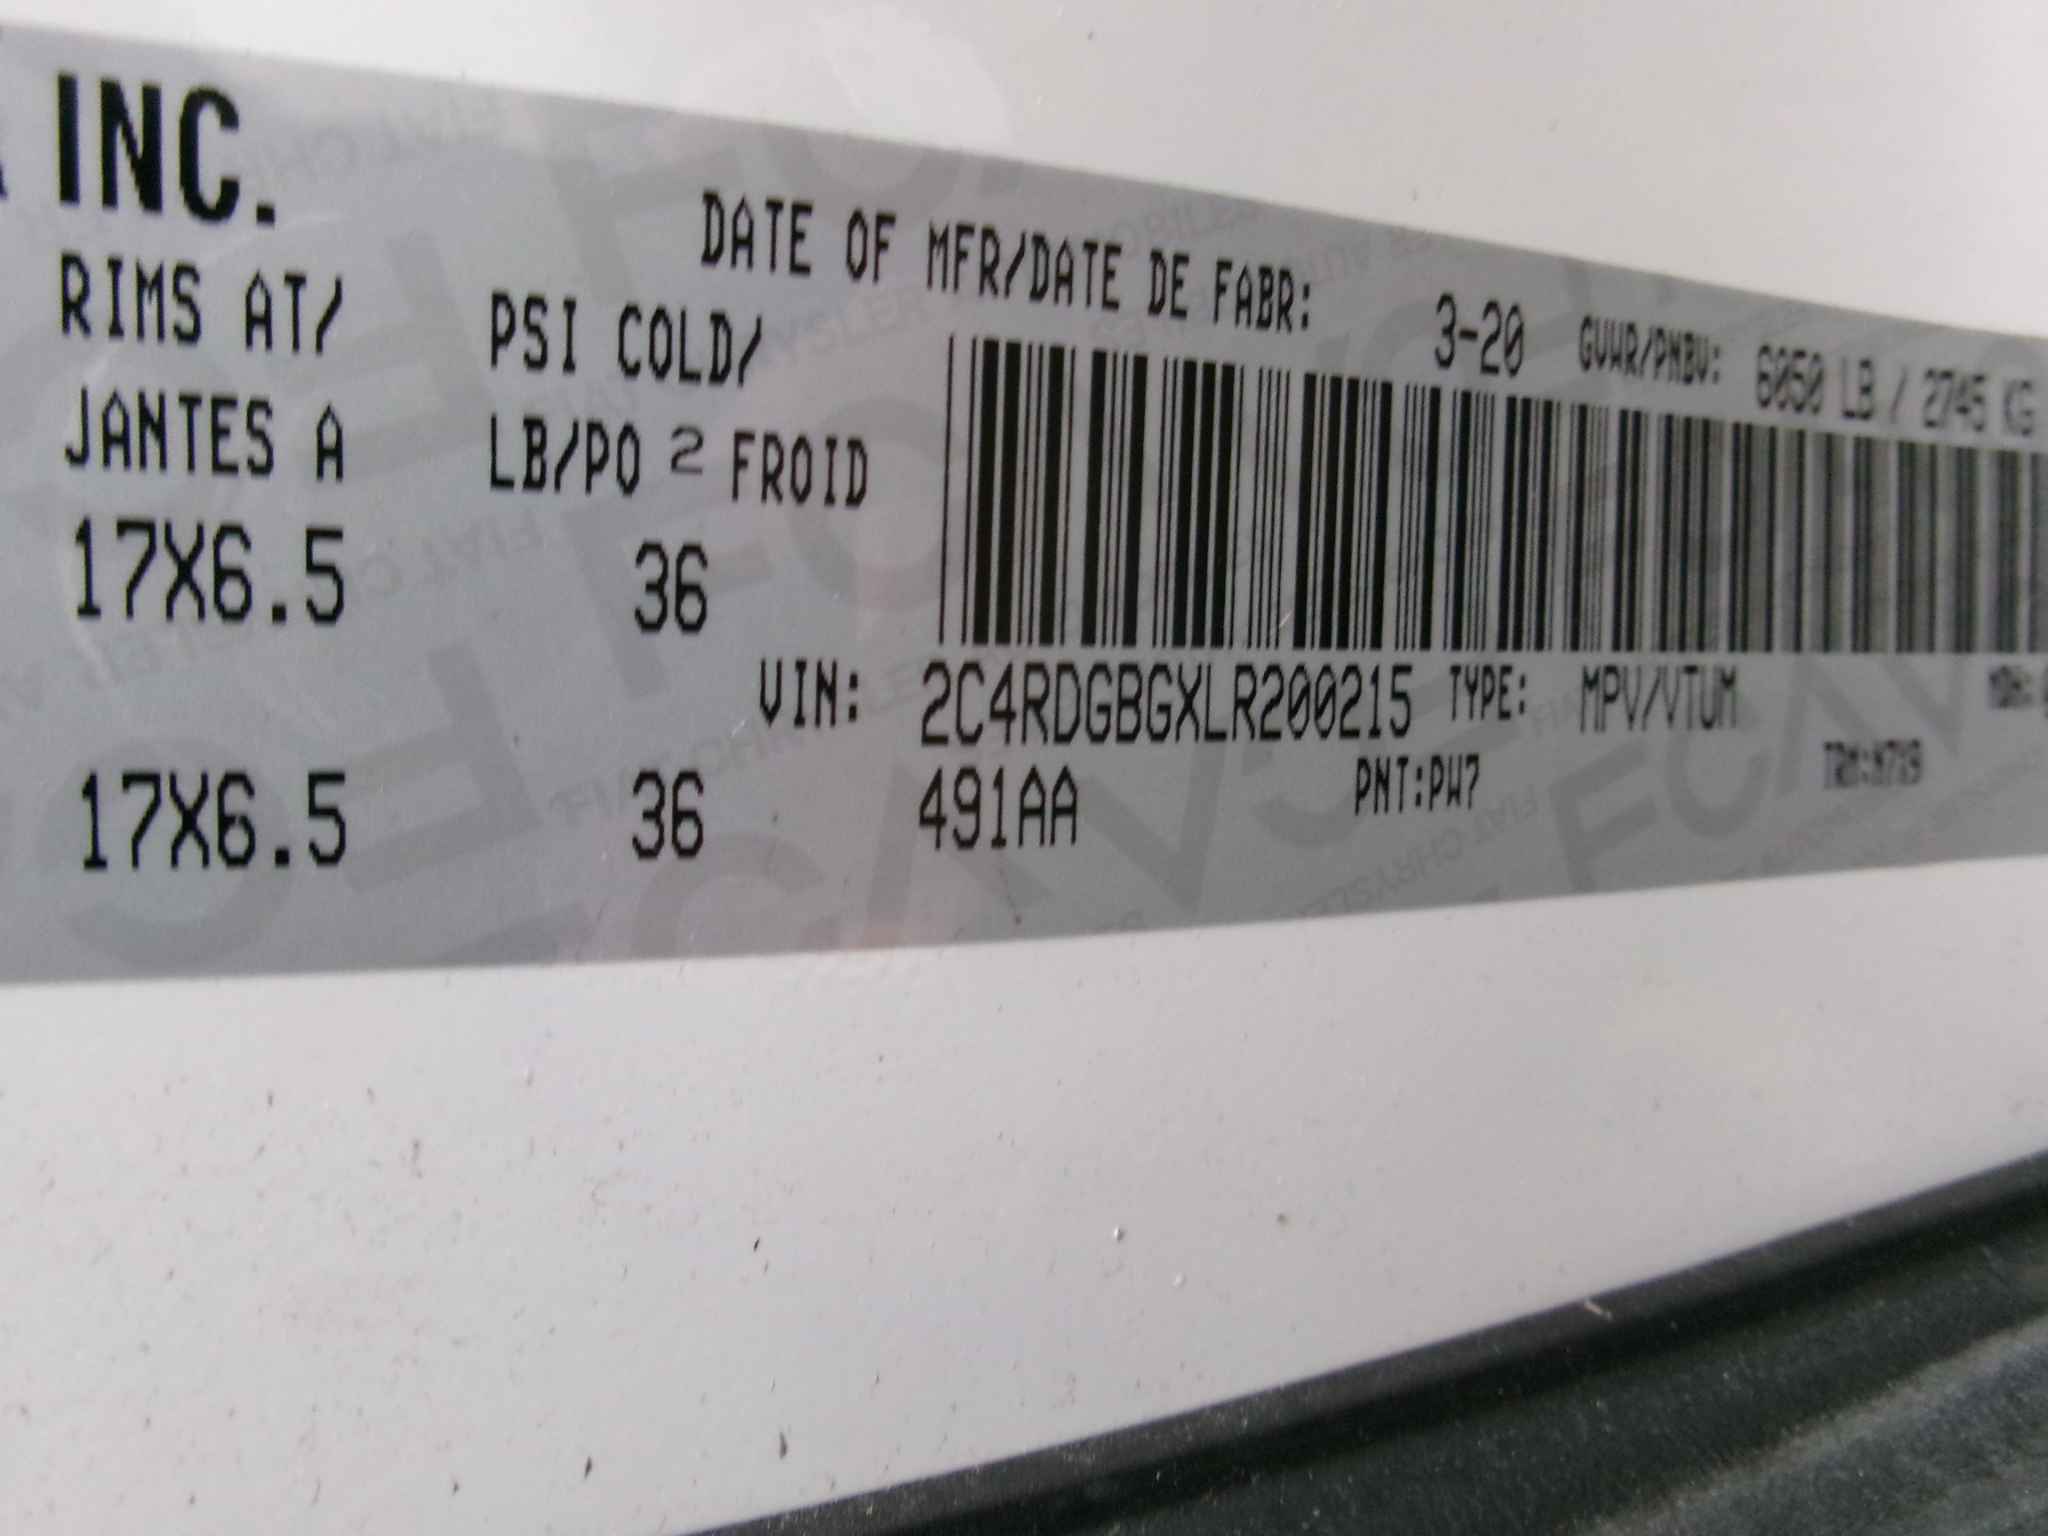 INC.
DATE OF MFR/DATE DE FABR: 3-20 GVWR/PNBV: 6050 LB / 2745 KG
RIMS AT/ PSI COLD/
JANTES A LB/PO 2 FROID
17X6.5 36
VIN: 2C4RDGBGXLR200215 TYPE: MPV/VTUM
17X6.5 36 491AA PNT:PW7